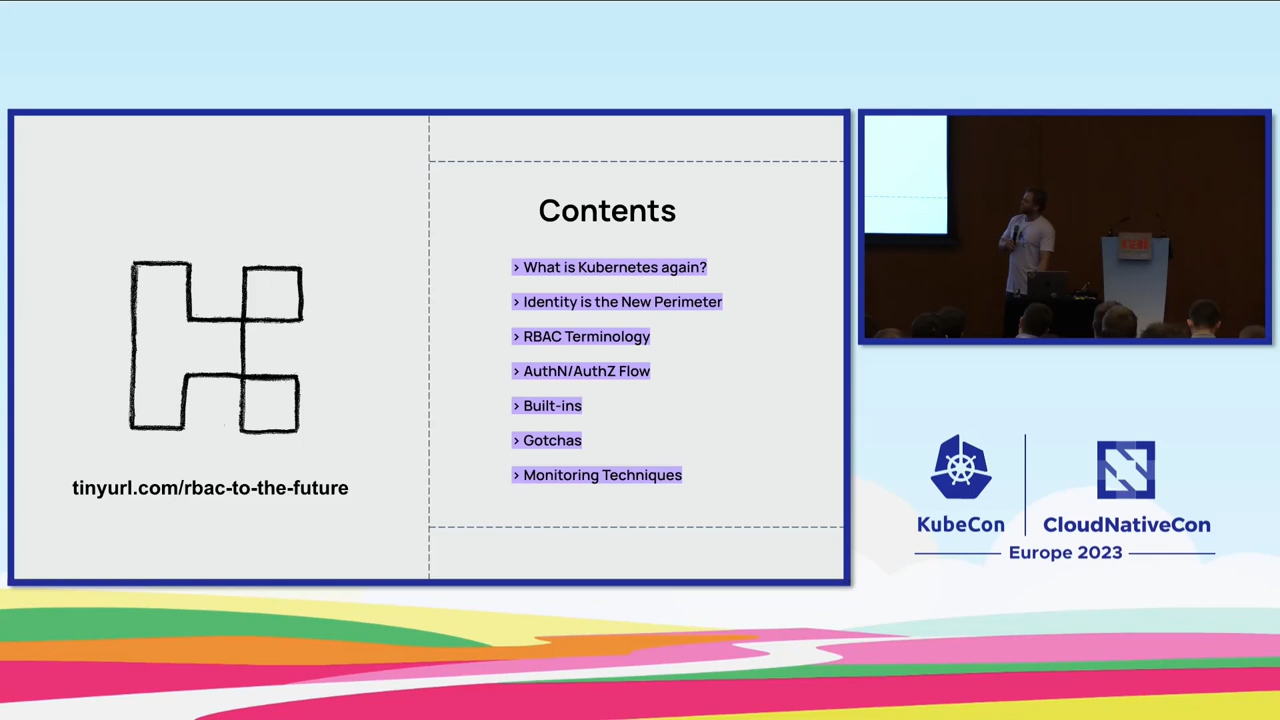 Contents
> What is Kubernetes again?
> Identity is the New Perimeter
> RBAC Terminology
> AuthN/AuthZ Flow
> Built-ins
> Gotchas
> Monitoring Techniques
tinyurl.com/rbac-to-the-future
KubeCon
CloudNativeCon
Europe 2023